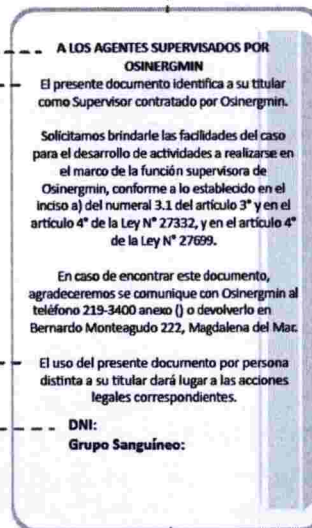 A LOS AGENTES SUPERVISADOS POR
OSINERGMIN
El presente documento identifica a su titular
como Supervisor contratado por Osinergmin.
Solicitamos brindarle las facilidades del caso
para el desarrollo de actividades a realizarse en
el marco de la función supervisora de
Osinergmin, conforme a lo establecido en el
inciso a) del numeral 3.1 del artículo 3° y en el
artículo 4° de la Ley N° 27332, y en el artículo 4°
de la Ley N° 27699.
En caso de encontrar este documento,
agradeceremos se comunique con Osinergmin al
teléfono 219-3400 anexo () o devolverlo en
Bernardo Monteagudo 222, Magdalena del Mar.
El uso del presente documento por persona
distinta a su titular dará lugar a las acciones
legales correspondientes.
DNI:
Grupo Sanguíneo: